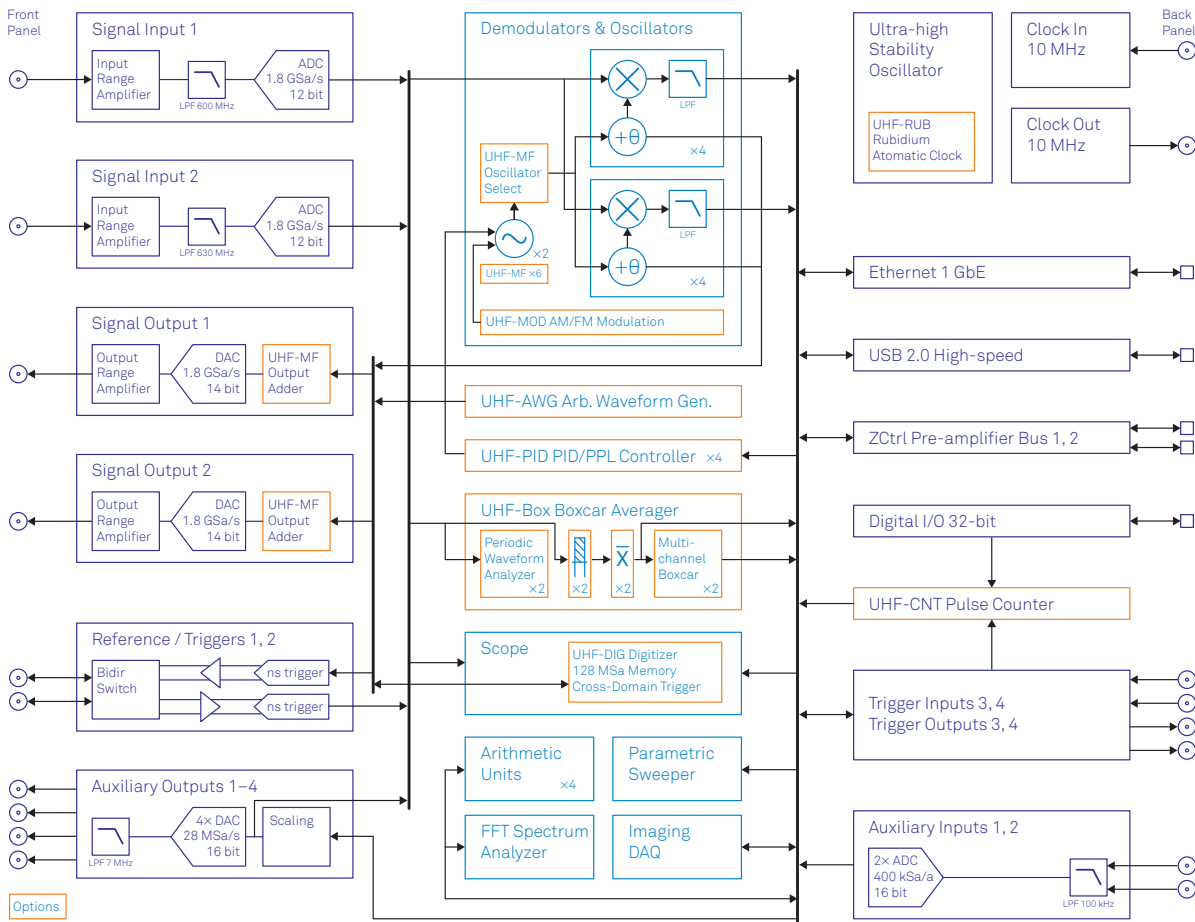 Front
Panel
Signal Input 1
Input
Range
Amplifier
LPF 600 MHz
ADC
1.8 GSa/s
12 bit
Signal Input 2
Input
Range
Amplifier
LPF 630 MHz
ADC
1.8 GSa/s
12 bit
Signal Output 1
Output
Range
Amplifier
DAC
1.8 GSa/s
14 bit
UHF-MF
Output
Adder
Signal Output 2
Output
Range
Amplifier
DAC
1.8 GSa/s
14 bit
UHF-MF
Output
Adder
Reference / Triggers 1, 2
Bidir
Switch
ns trigger
ns trigger
Auxiliary Outputs 1–4
LPF 7 MHz
4× DAC
28 MSa/s
16 bit
Scaling
Options
Demodulators & Oscillators
LPF
+θ
×4
UHF-MF
Oscillator
Select
LPF
×2
+θ
UHF-MF ×6
×4
UHF-MOD AM/FM Modulation
UHF-AWG Arb. Waveform Gen.
UHF-PID PID/PPL Controller ×4
UHF-Box Boxcar Averager
Periodic
Waveform
Analyzer
×2
×2
X
×2
Multi-
channel
Boxcar
×2
Scope
UHF-DIG Digitizer
128 MSa Memory
Cross-Domain Trigger
Arithmetic
Units
×4
Parametric
Sweeper
FFT Spectrum
Analyzer
Imaging
DAQ
Ultra-high
Stability
Oscillator
UHF-RUB
Rubidium
Atomatic Clock
Clock In
10 MHz
Back
Panel
Clock Out
10 MHz
Ethernet 1 GbE
USB 2.0 High-speed
ZCtrl Pre-amplifier Bus 1, 2
Digital I/O 32-bit
UHF-CNT Pulse Counter
Trigger Inputs 3, 4
Trigger Outputs 3, 4
Auxiliary Inputs 1, 2
2× ADC
400 kSa/a
16 bit
LPF 100 kHz